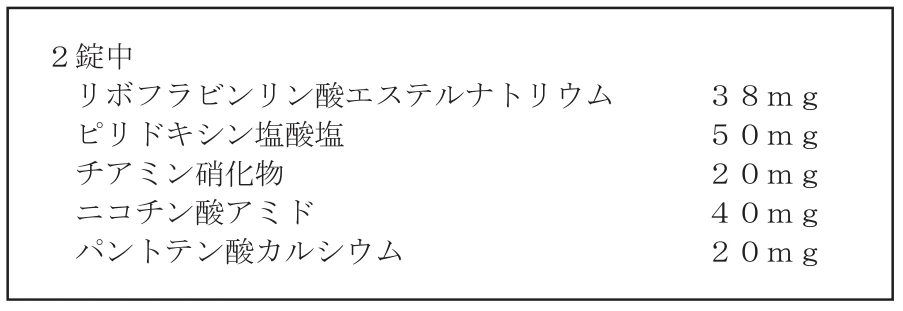 ２錠中
リボフラビンリン酸エステルナトリウム　３８ｍｇ
ピリドキシン塩酸塩　５０ｍｇ
チアミン硝化物　２０ｍｇ
ニコチン酸アミド　４０ｍｇ
パントテン酸カルシウム　２０ｍｇ